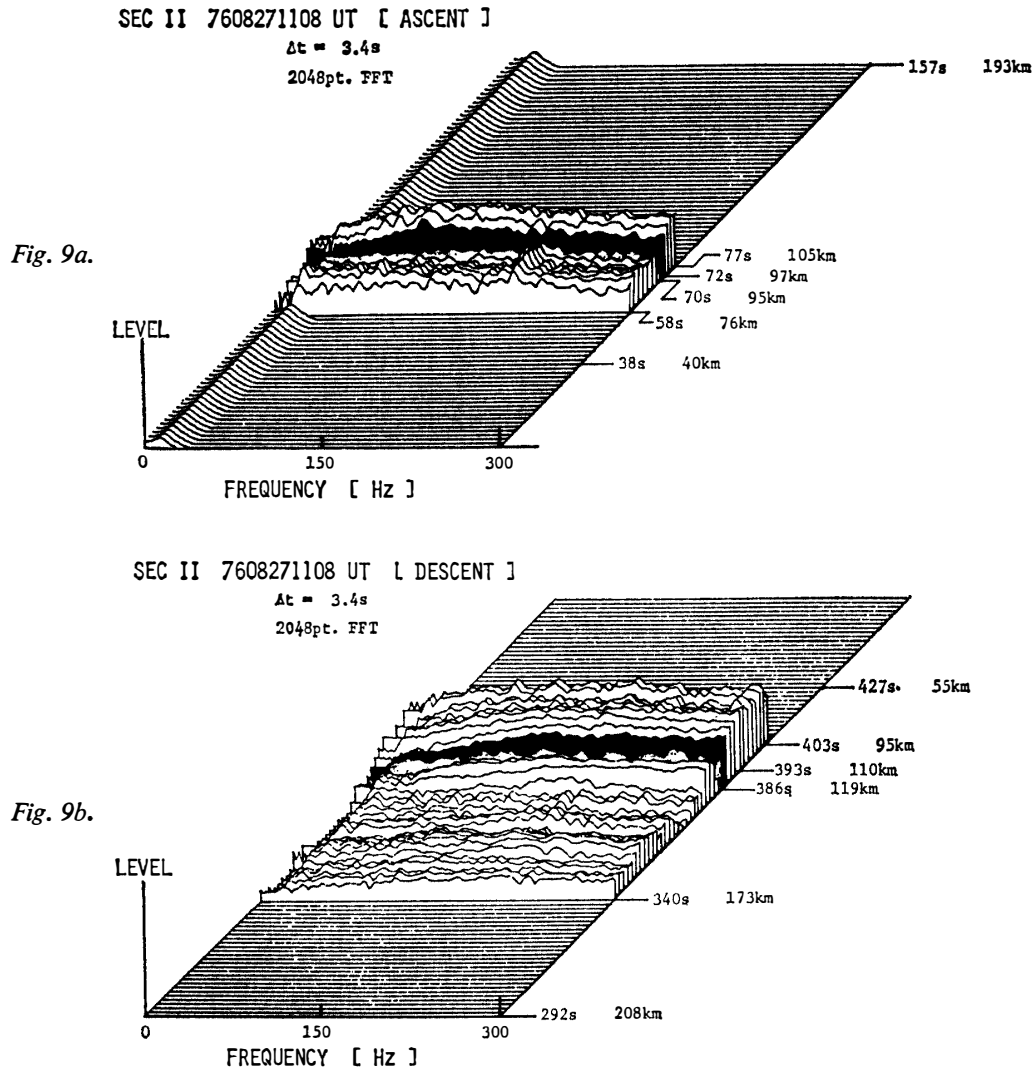 SEC II 7608271108 UT [ ASCENT ]
Δt = 3.4s
2048pt. FFT
157s 193km
Fig. 9a.
77s 105km
72s 97km
70s 95km
58s 76km
38s 40km
LEVEL
0 150 300
FREQUENCY [ Hz ]
SEC II 7608271108 UT [ DESCENT ]
Δt = 3.4s
2048pt. FFT
427s. 55km
403s 95km
393s 110km
386s 119km
Fig. 9b.
LEVEL
340s 173km
292s 208km
0 150 300
FREQUENCY [ Hz ]